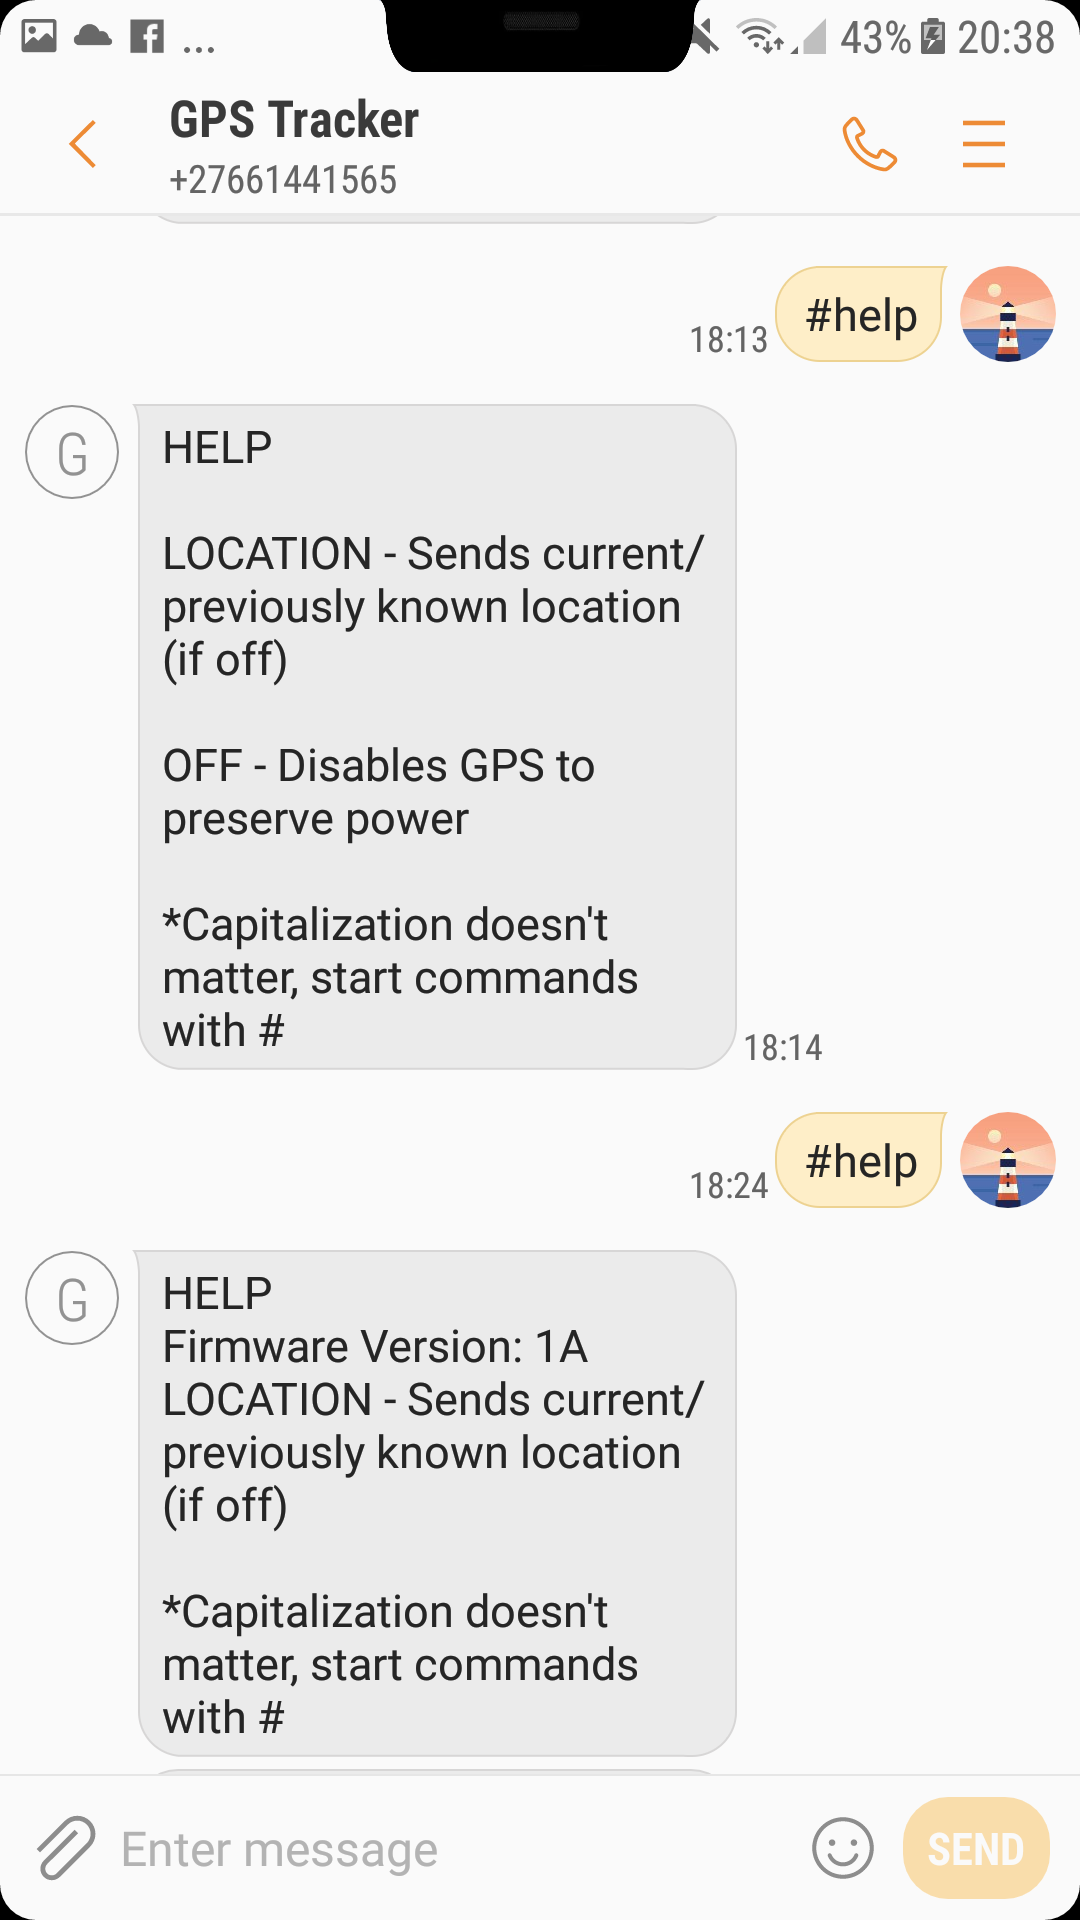 ... 43% 20:38
GPS Tracker
+27661441565
#help
18:13
G
HELP
LOCATION - Sends current/
previously known location
(if off)
OFF - Disables GPS to
preserve power
*Capitalization doesn't
matter, start commands
with #
18:14
#help
18:24
G
HELP
Firmware Version: 1A
LOCATION - Sends current/
previously known location
(if off)
*Capitalization doesn't
matter, start commands
with #
Enter message
SEND